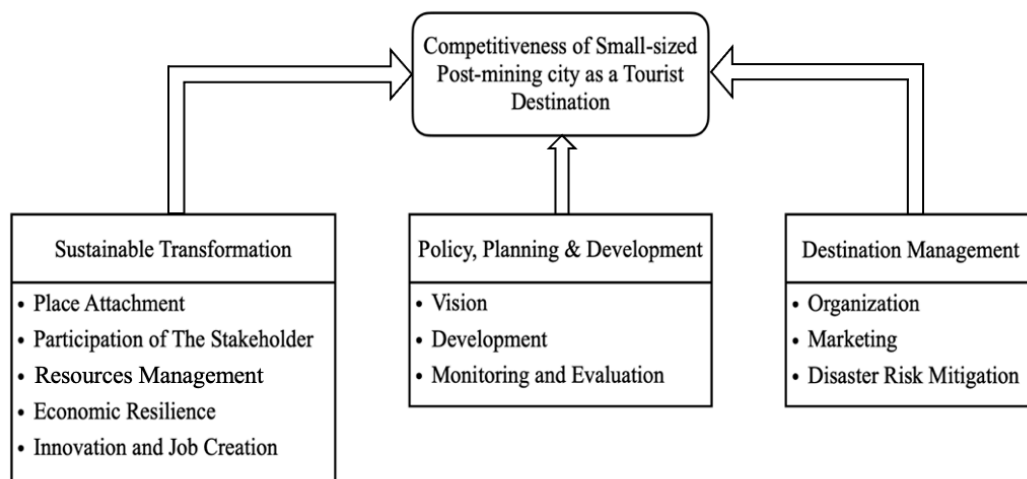 Competitiveness of Small-sized
Post-mining city as a Tourist
Destination
Sustainable Transformation
• Place Attachment
• Participation of The Stakeholder
• Resources Management
• Economic Resilience
• Innovation and Job Creation
Policy, Planning & Development
• Vision
• Development
• Monitoring and Evaluation
Destination Management
• Organization
• Marketing
• Disaster Risk Mitigation